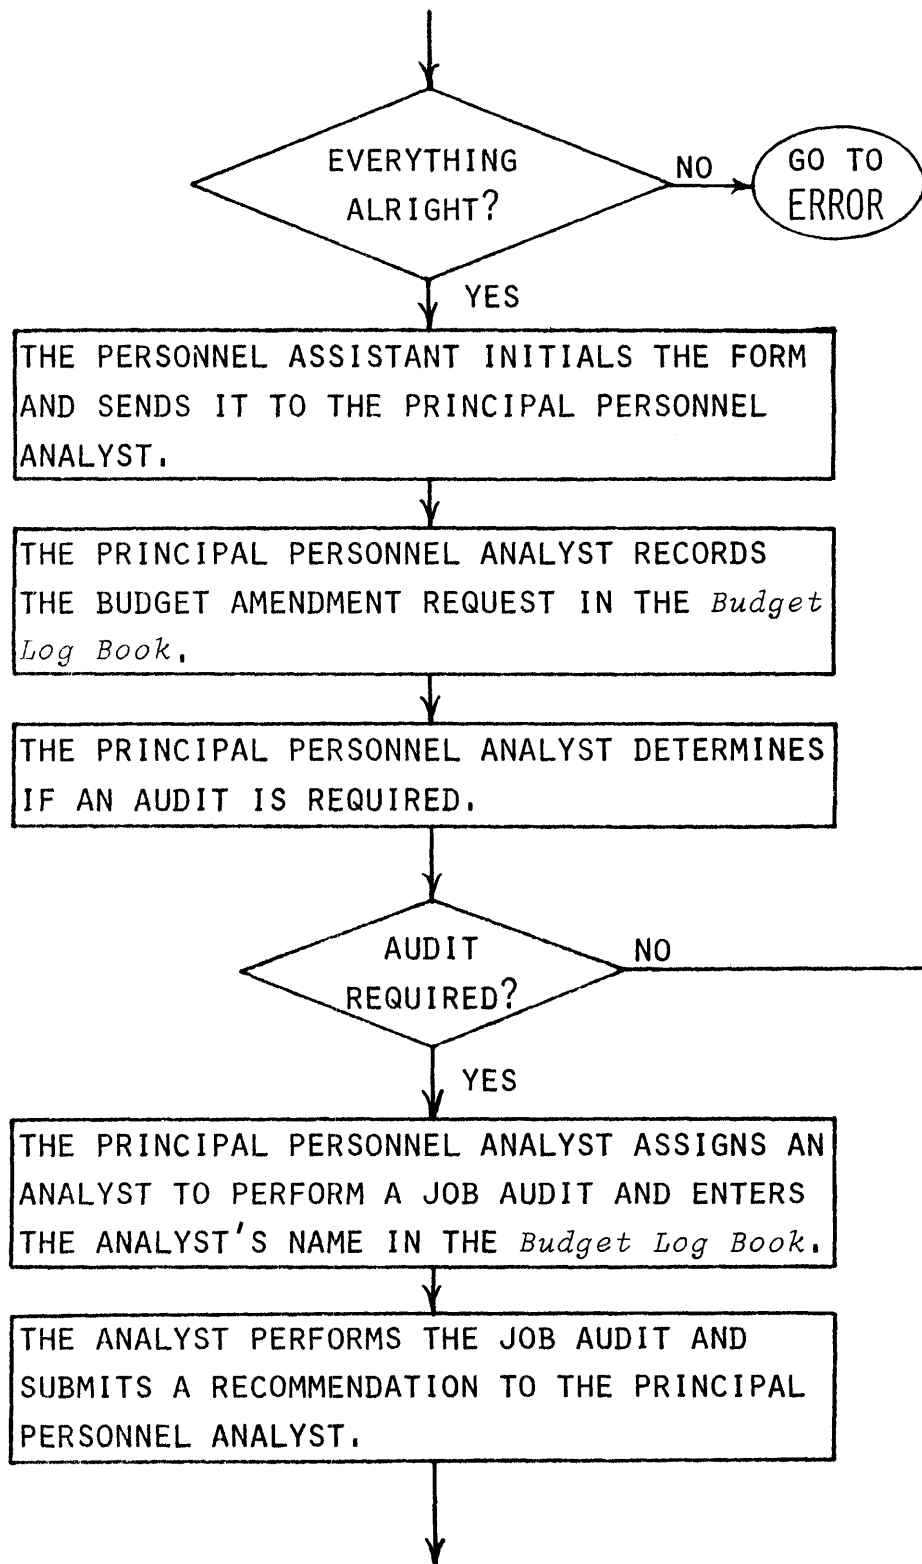 EVERYTHING
ALRIGHT?
NO
GO TO
ERROR
YES
THE PERSONNEL ASSISTANT INITIALS THE FORM
AND SENDS IT TO THE PRINCIPAL PERSONNEL
ANALYST.
THE PRINCIPAL PERSONNEL ANALYST RECORDS
THE BUDGET AMENDMENT REQUEST IN THE Budget
Log Book.
THE PRINCIPAL PERSONNEL ANALYST DETERMINES
IF AN AUDIT IS REQUIRED.
AUDIT
REQUIRED?
NO
YES
THE PRINCIPAL PERSONNEL ANALYST ASSIGNS AN
ANALYST TO PERFORM A JOB AUDIT AND ENTERS
THE ANALYST'S NAME IN THE Budget Log Book.
THE ANALYST PERFORMS THE JOB AUDIT AND
SUBMITS A RECOMMENDATION TO THE PRINCIPAL
PERSONNEL ANALYST.